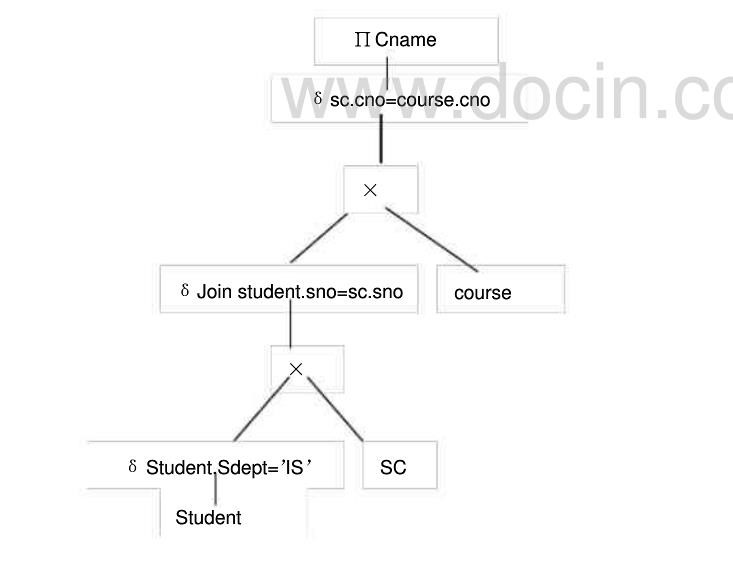 ∏ Cname
www.docin.co
δ sc.cno=course.cno
×
δ Join student.sno=sc.sno
course
×
δ Student.Sdept='IS'
SC
Student